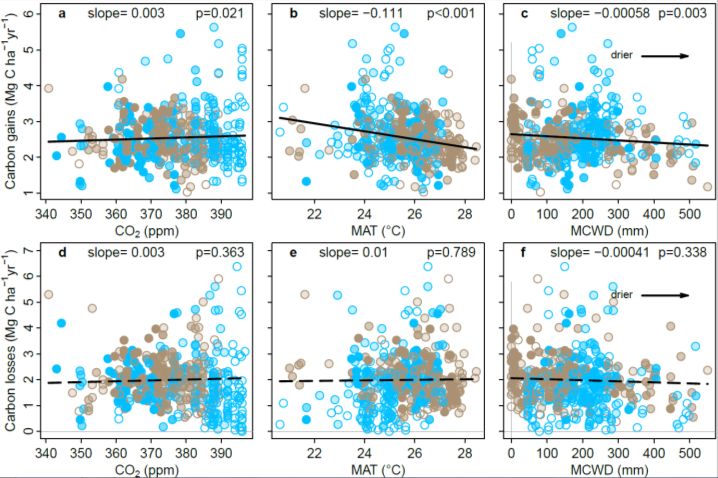 a slope= 0.003 p=0.021
b slope= −0.111 p<0.001
c slope= −0.00058 p=0.003
drier
Carbon gains (Mg C ha⁻¹yr⁻¹)
6
5
4
3
2
1
340 350 360 370 380 390
CO₂ (ppm)
22 24 26 28
MAT (°C)
0 100 200 300 400 500
MCWD (mm)
d slope= 0.003 p=0.363
e slope= 0.01 p=0.789
f slope= −0.00041 p=0.338
drier
Carbon losses (Mg C ha⁻¹yr⁻¹)
7
6
5
4
3
2
1
0
340 350 360 370 380 390
CO₂ (ppm)
22 24 26 28
MAT (°C)
0 100 200 300 400 500
MCWD (mm)